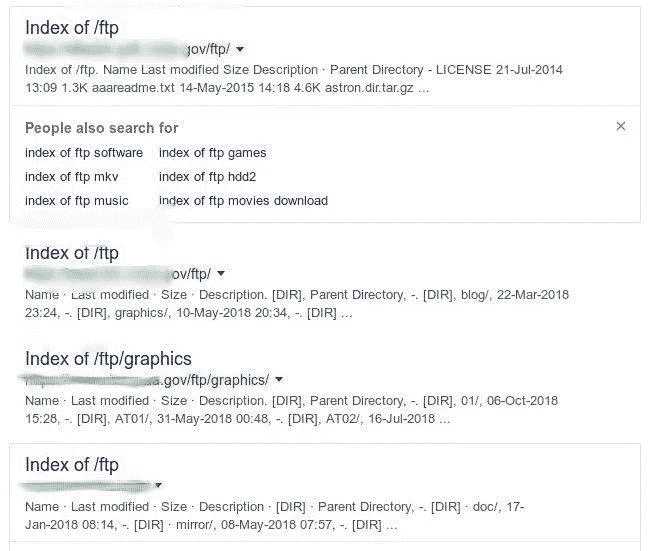 Index of /ftp
gov/ftp/
Index of /ftp. Name Last modified Size Description · Parent Directory - LICENSE 21-Jul-2014
13:09 1.3K aaareadme.txt 14-May-2015 14:18 4.6K astron.dir.tar.gz ...
People also search for
index of ftp software index of ftp games
index of ftp mkv index of ftp hdd2
index of ftp music index of ftp movies download
Index of /ftp
ov/ftp/
Name · Last modified · Size · Description. [DIR], Parent Directory, -. [DIR], blog/, 22-Mar-2018
23:24, -. [DIR], graphics/, 10-May-2018 20:34, -. [DIR] ...
Index of /ftp/graphics
.gov/ftp/graphics/
Name · Last modified · Size · Description. [DIR], Parent Directory, -. [DIR], 01/, 06-Oct-2018
15:28, -. [DIR], AT01/, 31-May-2018 00:48, -. [DIR], AT02/, 16-Jul-2018 ...
Index of /ftp
Name · Last modified · Size · Description · [DIR] · Parent Directory, -. [DIR] · doc/, 17-
Jan-2018 08:14, -. [DIR] · mirror/, 08-May-2018 07:57, -. [DIR] ...